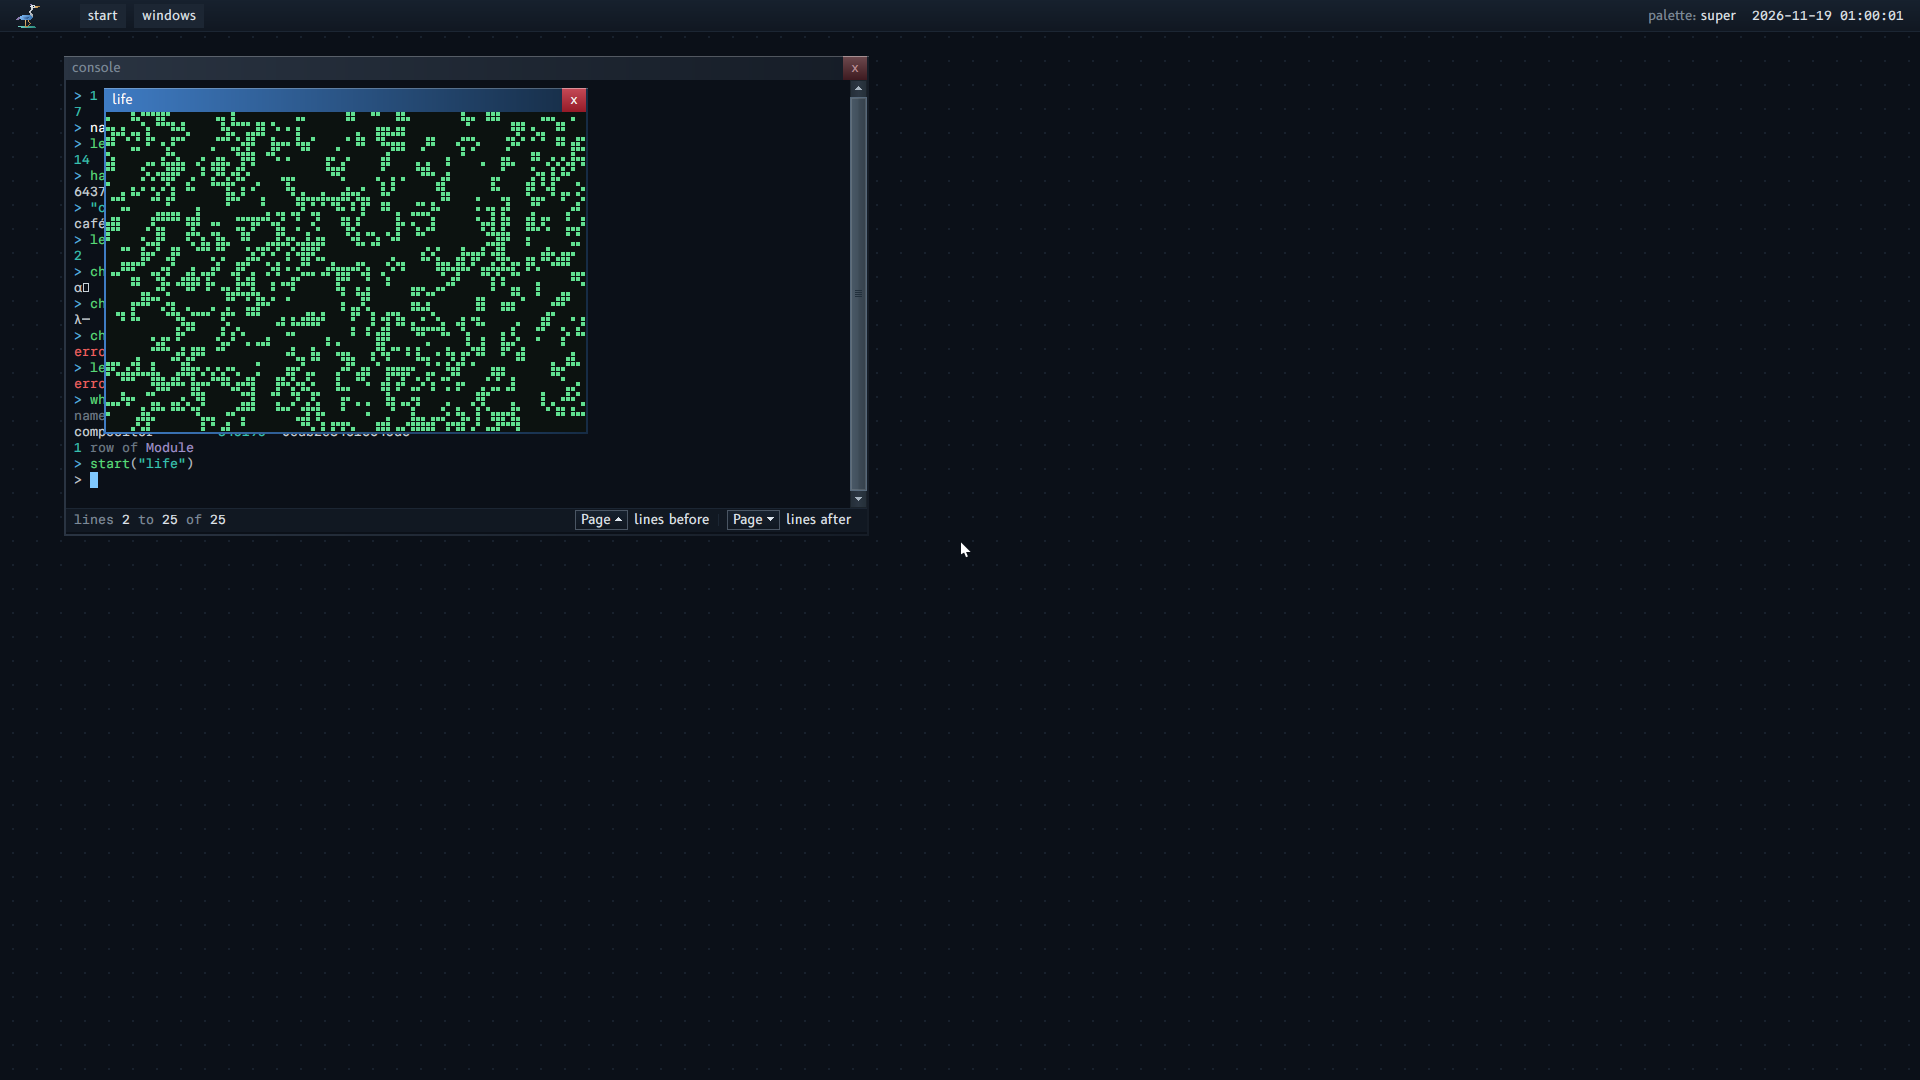 start windows palette: super 2026-11-19 01:00:01
console x
life x
> 1
7
> na
> le
14
> ha
6437
> "c
café
> le
2
> ch
α
> ch
λ—
> ch
erro
> le
erro
> wh
name
1 row of Module
> start("life")
>
lines 2 to 25 of 25 Page lines before Page lines after